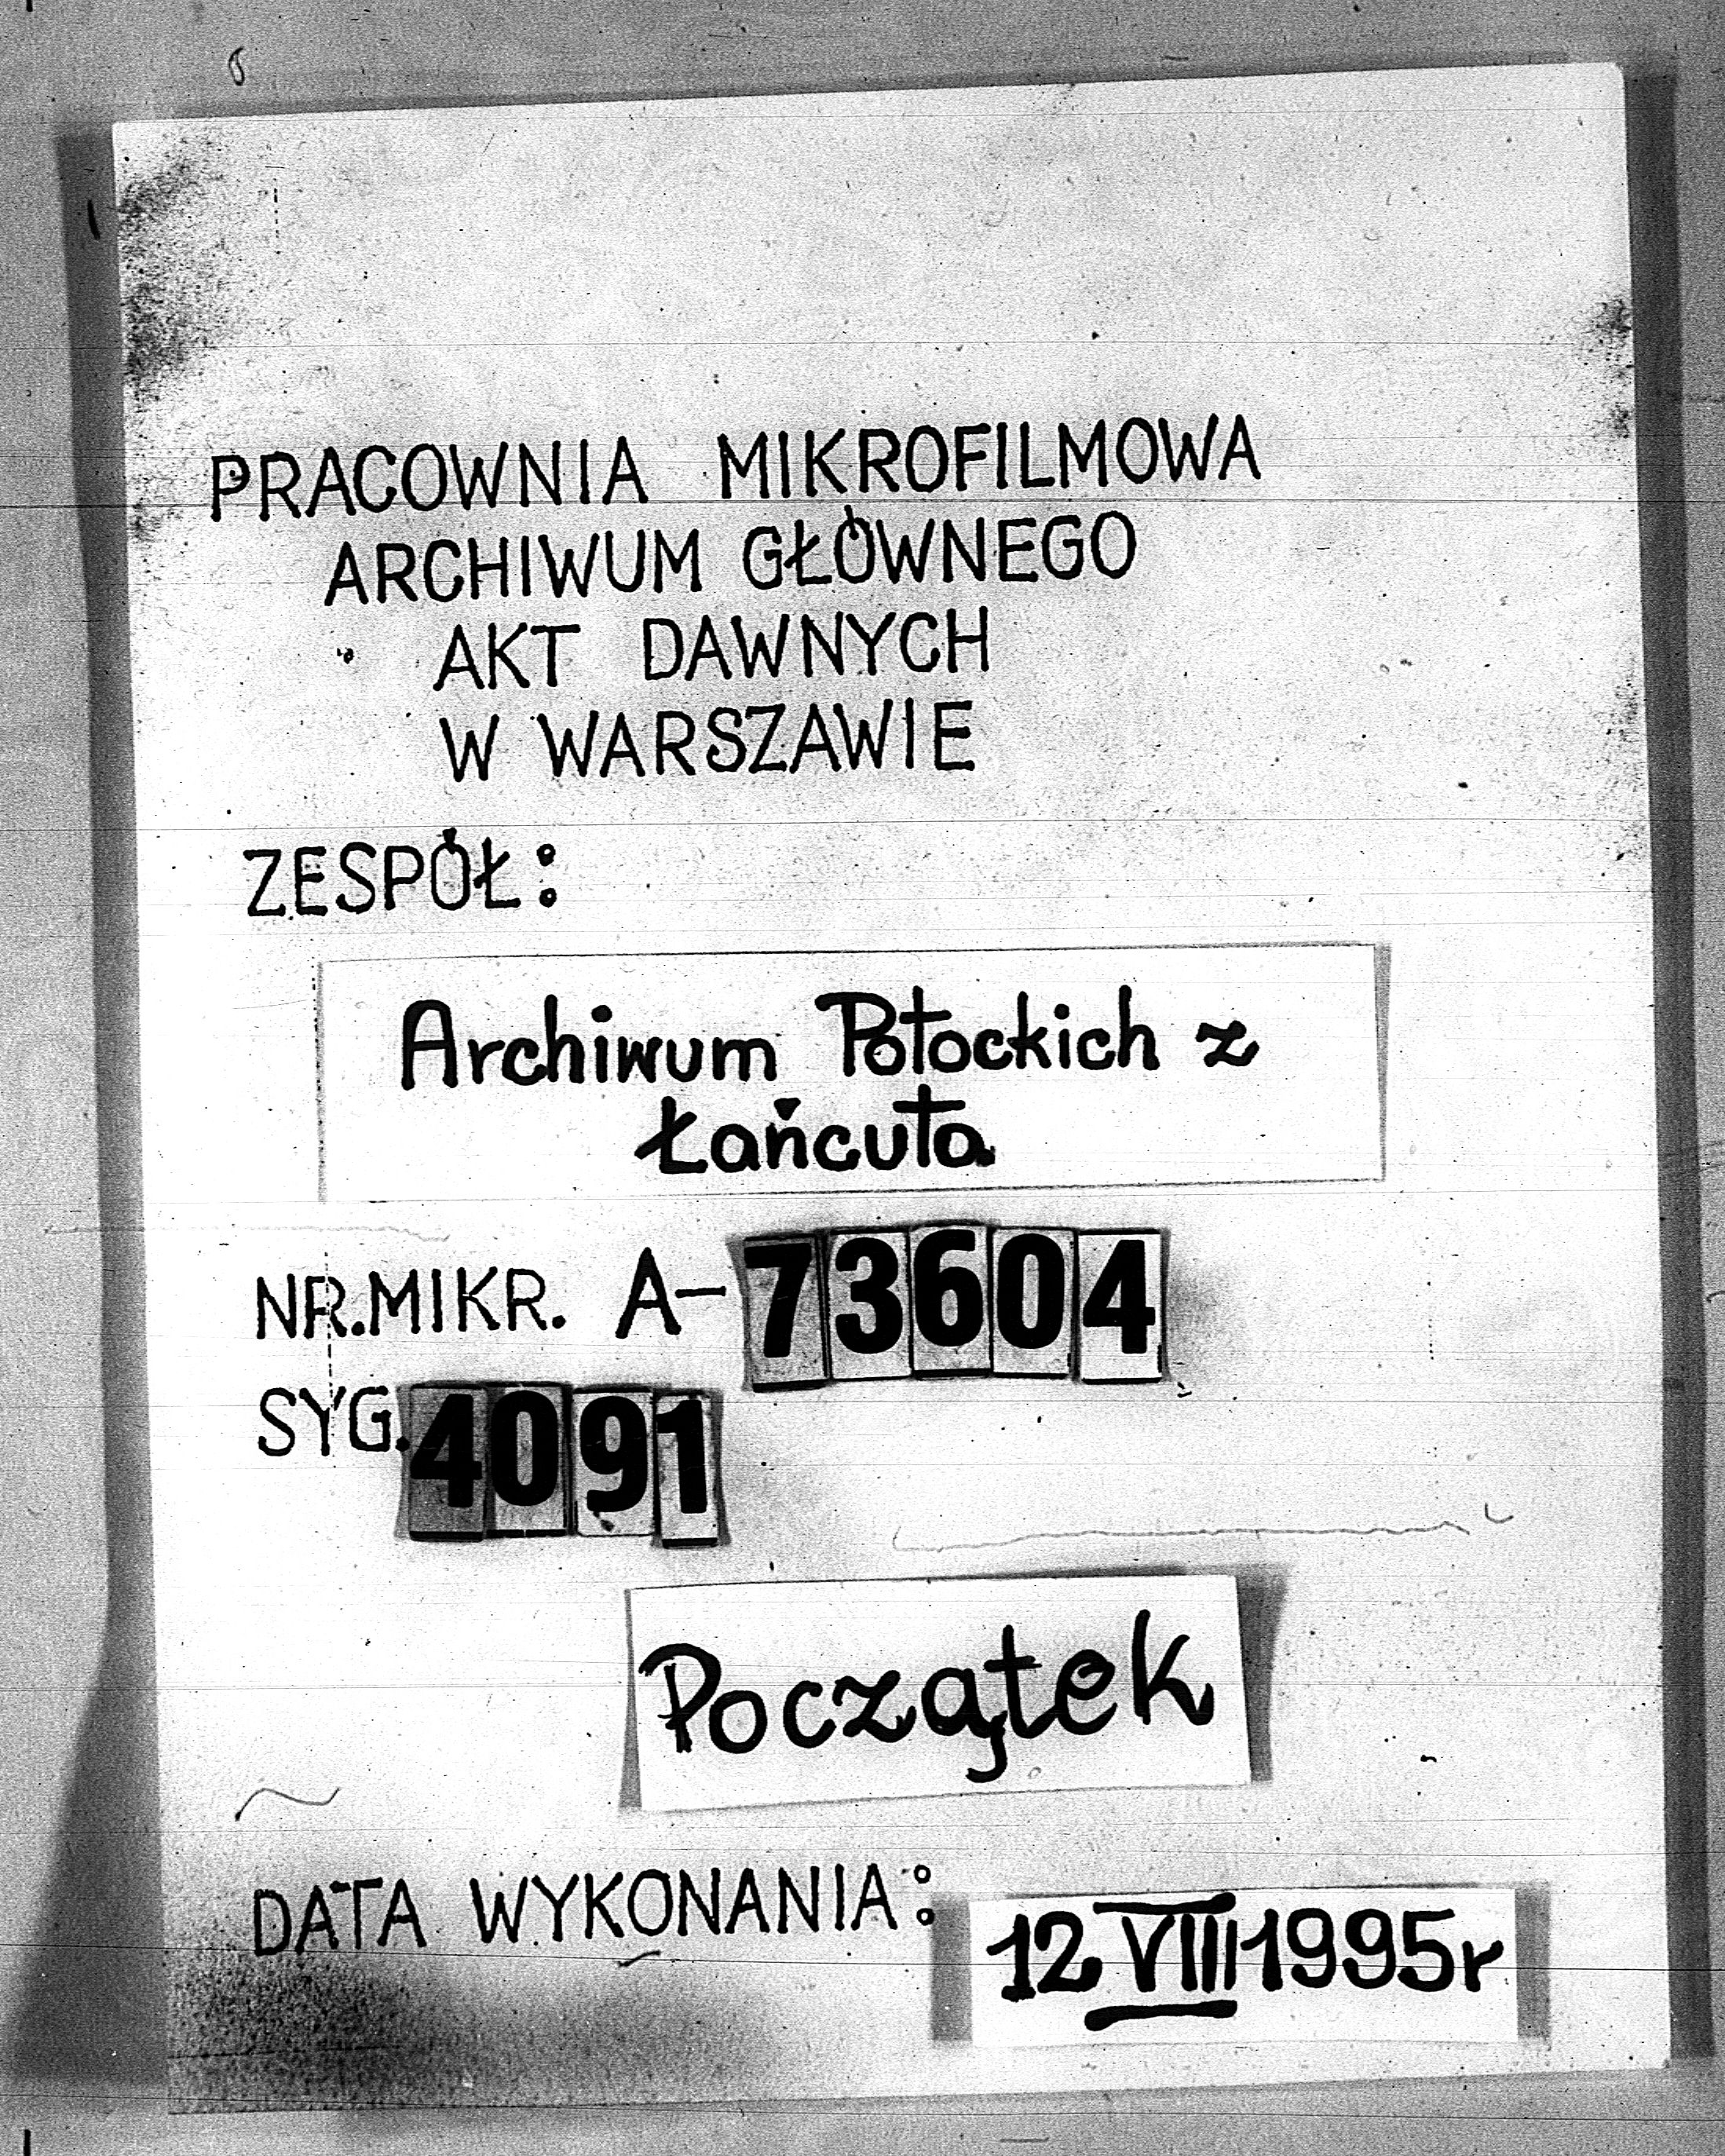 PRACOWNIA MIKROFILMOWA
ARCHIWUM GŁÓWNEGO
AKT DAWNYCH
W WARSZAWIE
ZESPÓŁ:
Archiwum Potockich z
Łańcuta
NR.MIKR. A-73604
SYG. 4091
Początek
DATA WYKONANIA: 12 VIII 1995r